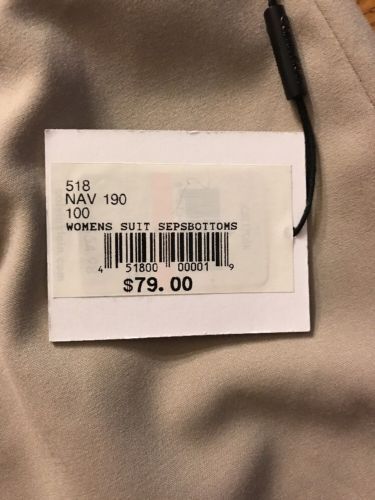 518
NAV 190
100
WOMENS SUIT SEPSBOTTOMS
4 51800 00001 9
$79.00